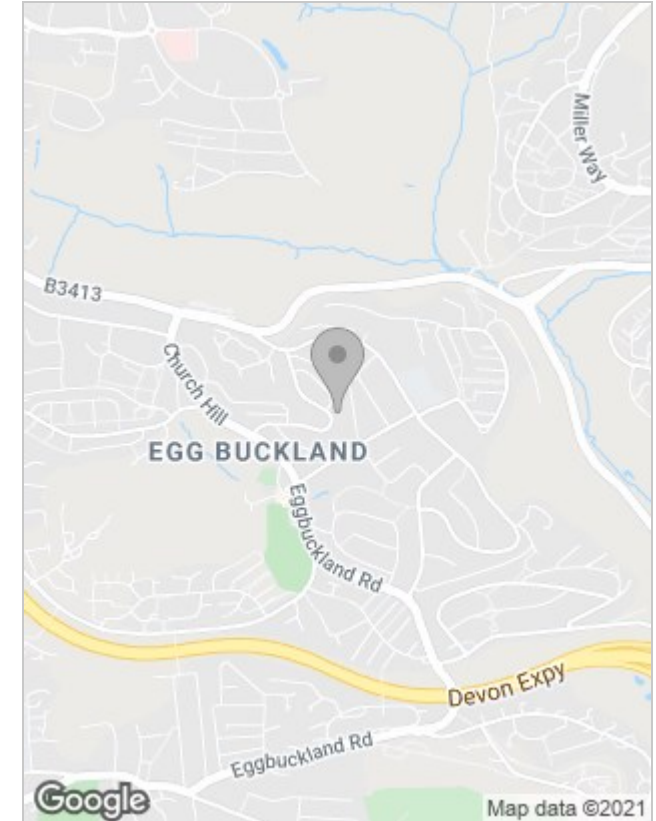 Miller Way
B3413
Church Hill
EGG BUCKLAND
Eggbuckland Rd
Devon Expy
Eggbuckland Rd
Google
Map data ©2021